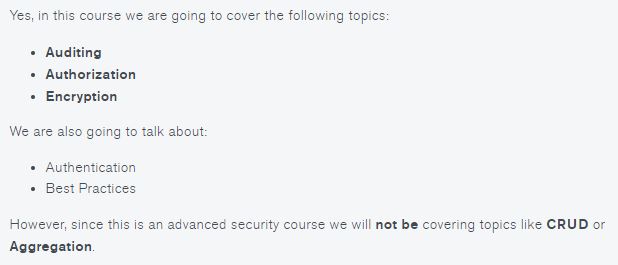 Yes, in this course we are going to cover the following topics:
• Auditing
• Authorization
• Encryption
We are also going to talk about:
• Authentication
• Best Practices
However, since this is an advanced security course we will not be covering topics like CRUD or
Aggregation.